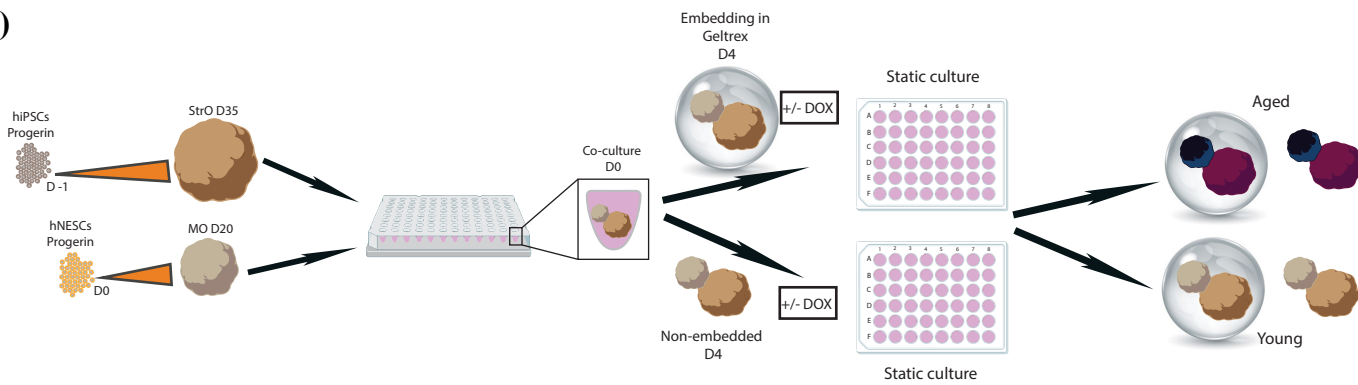 )
hiPSCs
Progerin
D -1
StrO D35
hNESCs
Progerin
D0
MO D20
Co-culture
D0
Embedding in
Geltrex
D4
+/- DOX
Non-embedded
D4
+/- DOX
Static culture
1 2 3 4 5 6 7 8
A
B
C
D
E
F
1 2 3 4 5 6 7 8
A
B
C
D
E
F
Static culture
Aged
Young